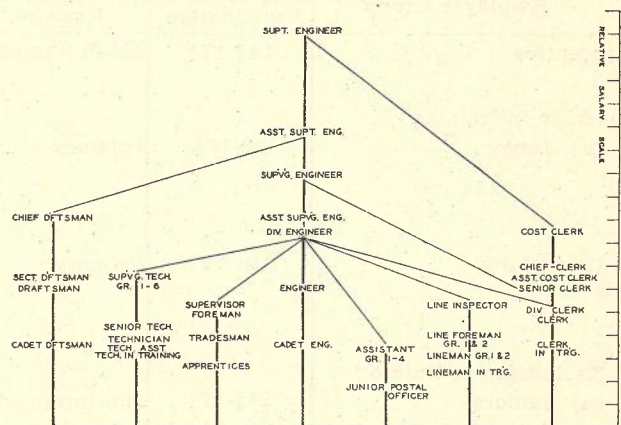 SUPT. ENGINEER
RELATIVE SALARY SCALE
ASST. SUPT. ENG.
SUPVG. ENGINEER
CHIEF DFTSMAN
ASST. SUPVG. ENG.
DIV. ENGINEER
COST CLERK
CHIEF-CLERK
SECT. DFTSMAN
DRAFTSMAN
SUPVG. TECH.
GR. 1-6
ENGINEER
ASST. COST CLERK
SENIOR CLERK
SUPERVISOR
FOREMAN
LINE INSPECTOR
DIV. CLERK
CLERK
SENIOR TECH.
TECHNICIAN
TECH. ASST.
TECH. IN TRAINING
TRADESMAN
LINE FOREMAN
GR. 1 & 2
CADET DFTSMAN
CADET ENG.
ASSISTANT
GR. 1-4
LINEMAN GR. 1 & 2
CLERK
IN TRG.
APPRENTICES
LINEMAN IN TRG.
JUNIOR POSTAL
OFFICER